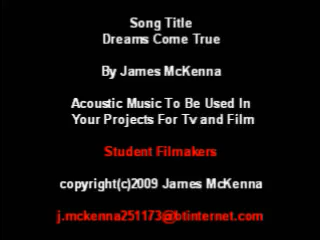 Song Title
Dreams Come True
By James McKenna
Acoustic Music To Be Used In
Your Projects For Tv and Film
Student Filmakers
copyright(c)2009 James McKenna
j.mckenna251173@btinternet.com